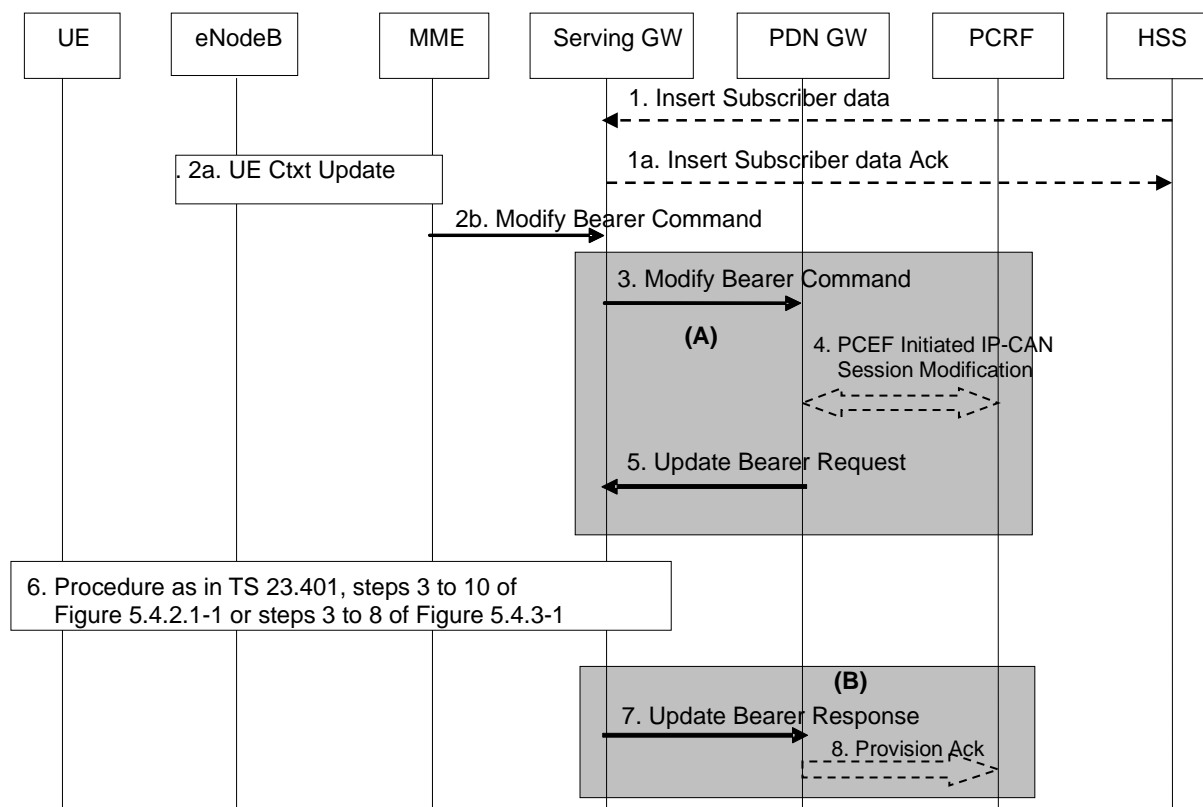 UE
eNodeB
MME
Serving GW
PDN GW
PCRF
HSS
1. Insert Subscriber data
1a. Insert Subscriber data Ack
. 2a. UE Ctxt Update
2b. Modify Bearer Command
3. Modify Bearer Command
(A)
4. PCEF Initiated IP-CAN
Session Modification
5. Update Bearer Request
6. Procedure as in TS 23.401, steps 3 to 10 of
Figure 5.4.2.1-1 or steps 3 to 8 of Figure 5.4.3-1
(B)
7. Update Bearer Response
8. Provision Ack